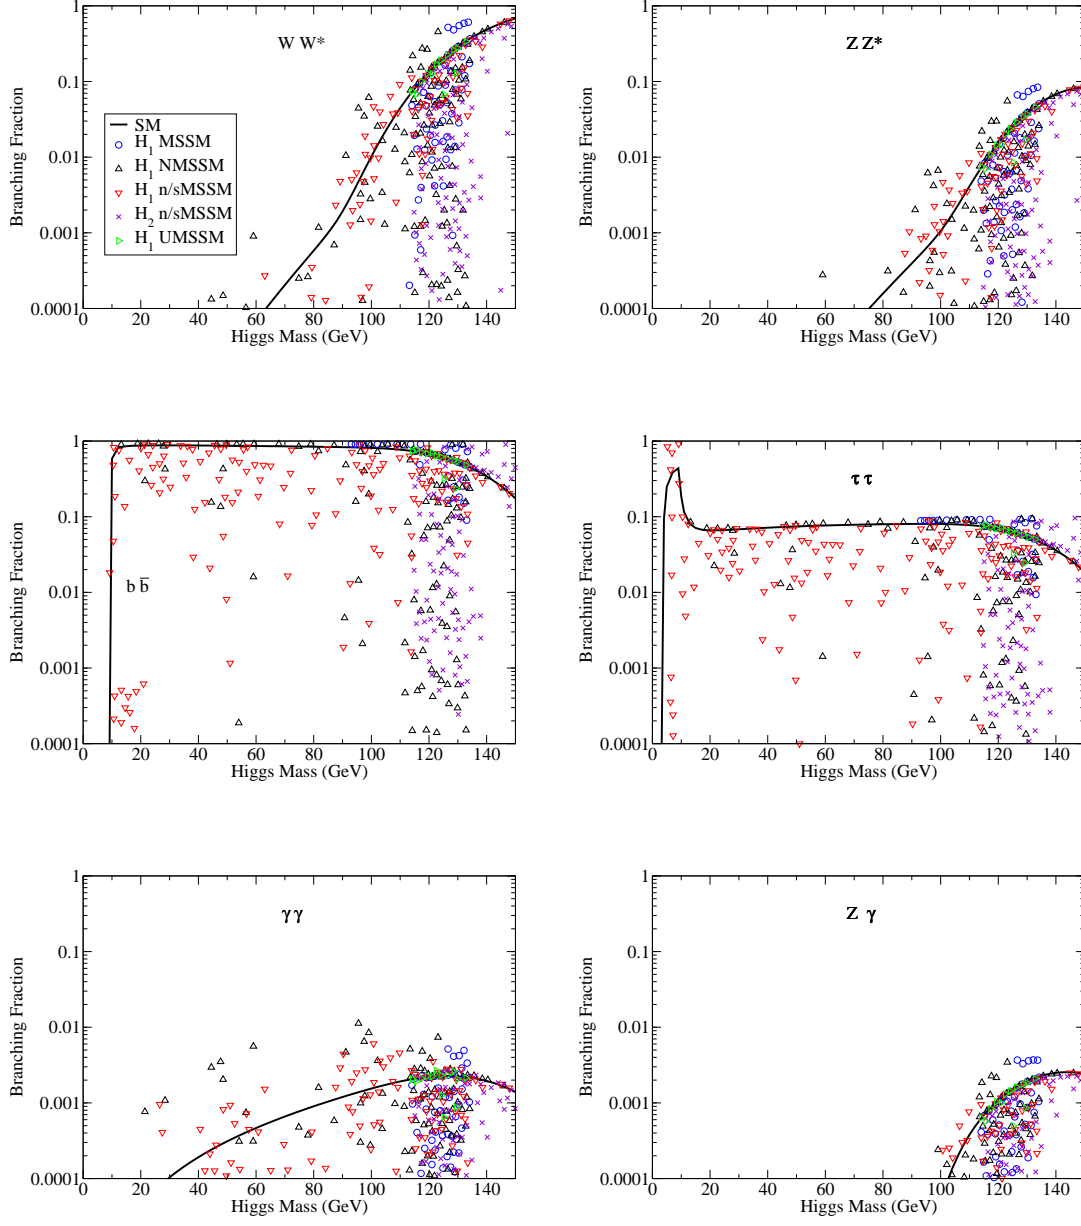 W W*
Branching Fraction
1
0.1
0.01
0.001
0.0001
SM
H1 MSSM
H1 NMSSM
H1 n/sMSSM
H2 n/sMSSM
H1 UMSSM
0 20 40 60 80 100 120 140
Higgs Mass (GeV)
Z Z*
Branching Fraction
1
0.1
0.01
0.001
0.0001
0 20 40 60 80 100 120 140
Higgs Mass (GeV)
b b̅
Branching Fraction
1
0.1
0.01
0.001
0.0001
0 20 40 60 80 100 120 140
Higgs Mass (GeV)
τ τ
Branching Fraction
1
0.1
0.01
0.001
0.0001
0 20 40 60 80 100 120 140
Higgs Mass (GeV)
γ γ
Branching Fraction
1
0.1
0.01
0.001
0.0001
0 20 40 60 80 100 120 140
Higgs Mass (GeV)
Z γ
Branching Fraction
1
0.1
0.01
0.001
0.0001
0 20 40 60 80 100 120 140
Higgs Mass (GeV)